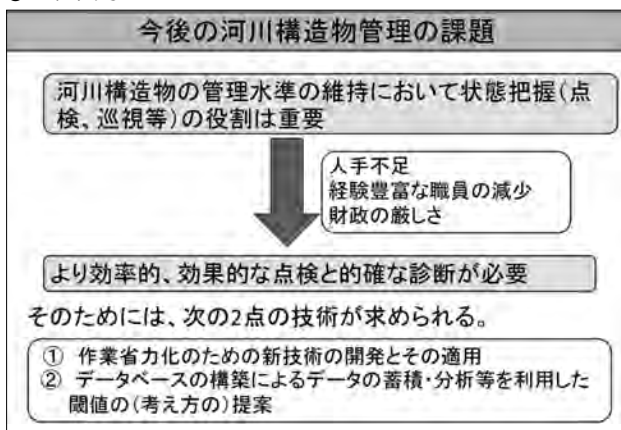 今後の河川構造物管理の課題
河川構造物の管理水準の維持において状態把握(点
検、巡視等)の役割は重要
人手不足
経験豊富な職員の減少
財政の厳しさ
より効率的、効果的な点検と的確な診断が必要
そのためには、次の2点の技術が求められる。
① 作業省力化のための新技術の開発とその適用
② データベースの構築によるデータの蓄積・分析等を利用した
閾値の(考え方の)提案